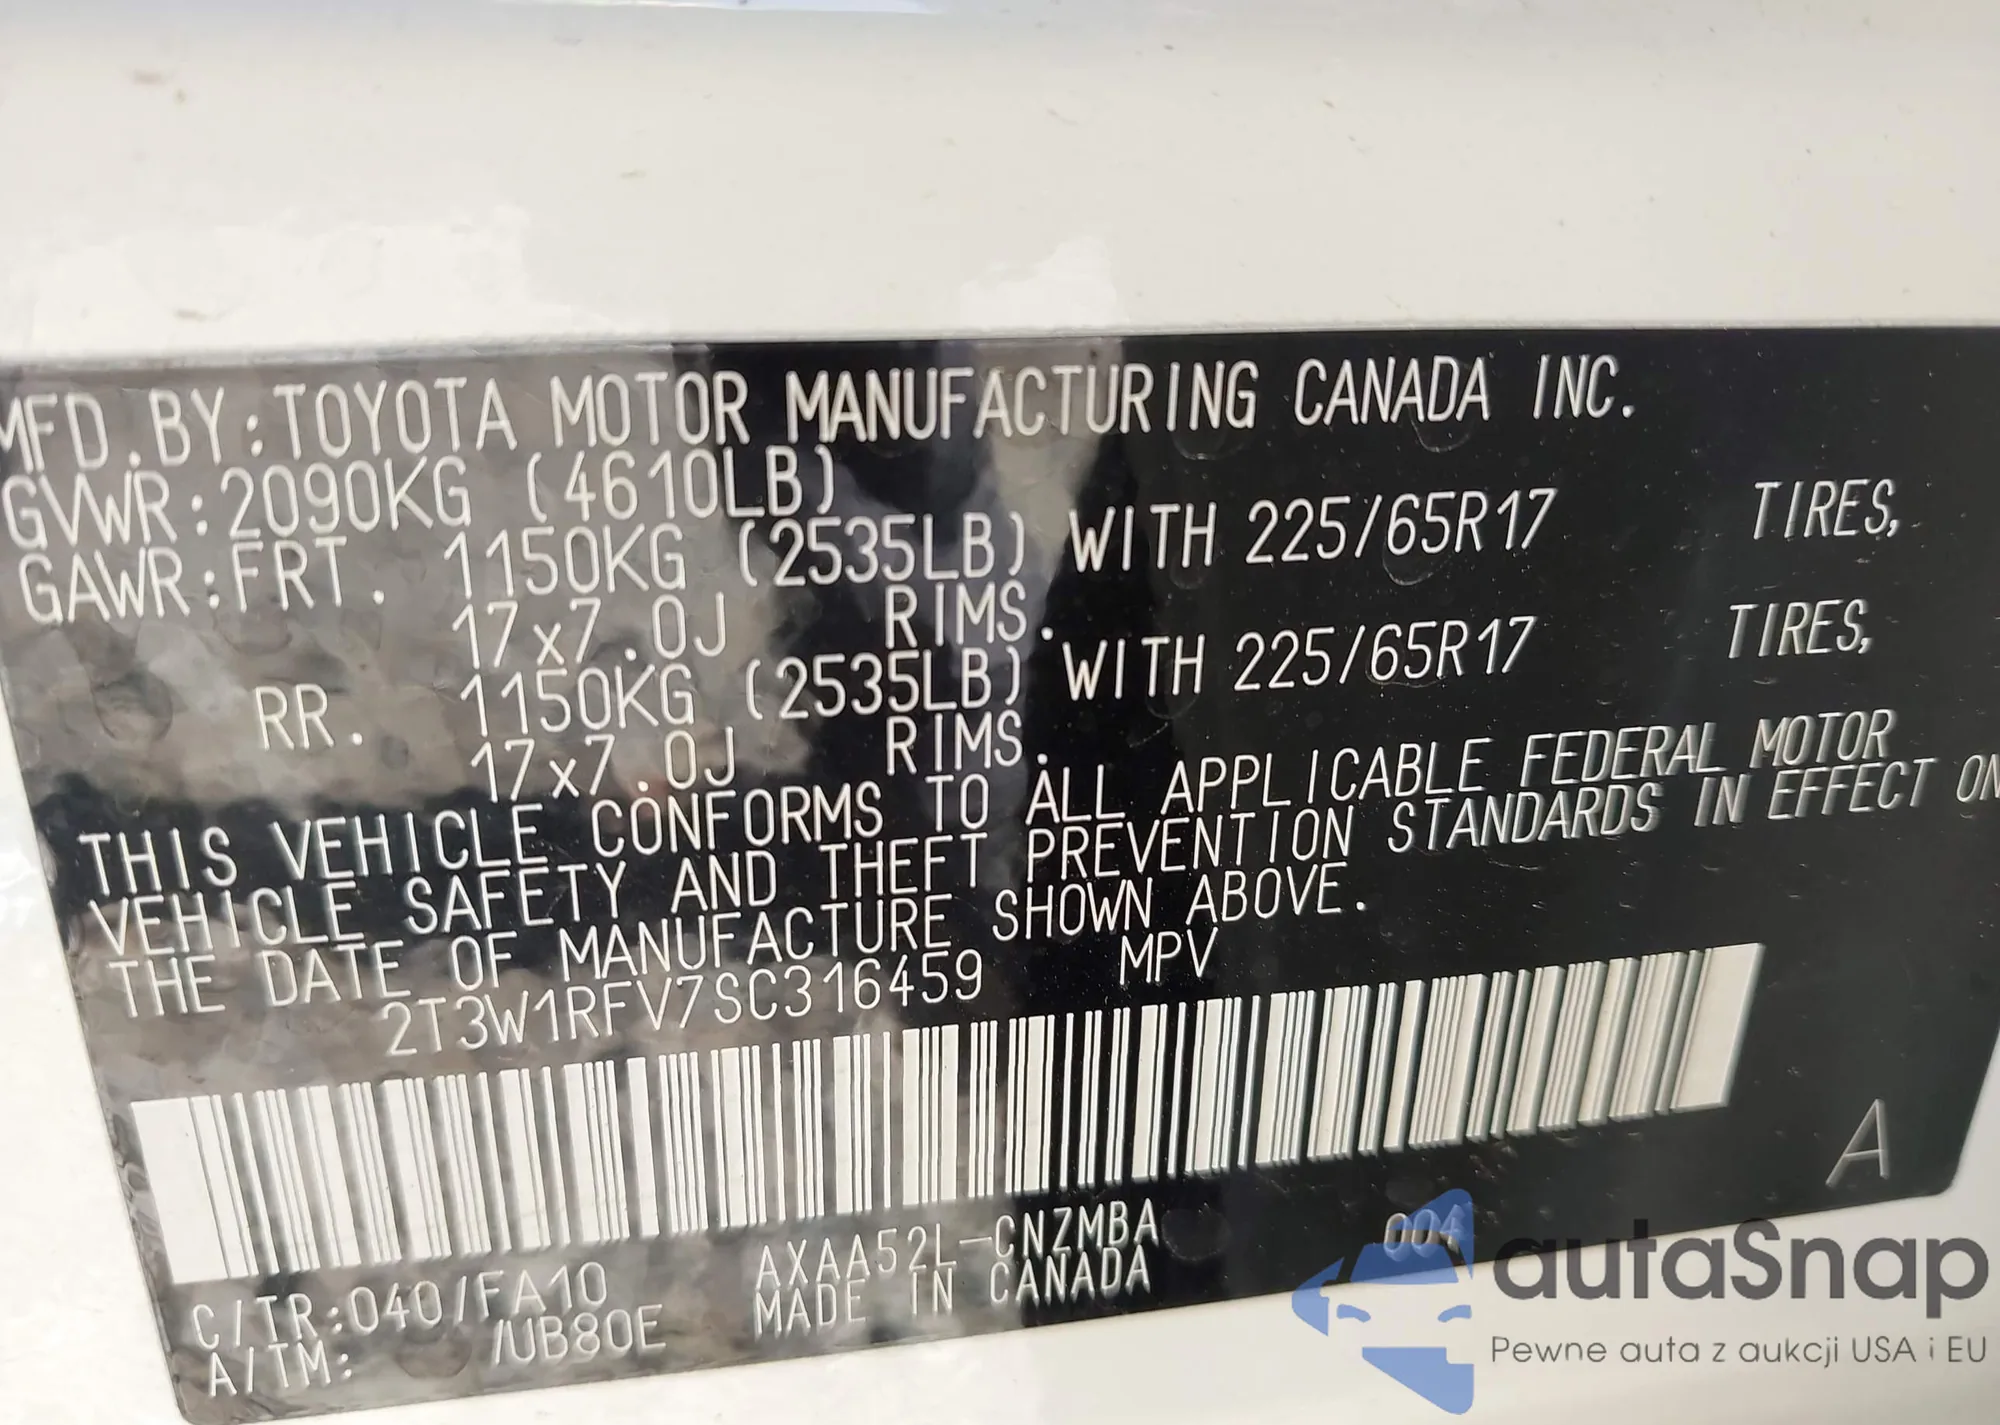 MFD.BY:TOYOTA MOTOR MANUFACTURING CANADA INC.
GVWR:2090KG (4610LB)
GAWR:FRT. 1150KG (2535LB) WITH 225/65R17 TIRES,
17x7.0J RIMS.
RR. 1150KG (2535LB) WITH 225/65R17 TIRES,
17x7.0J RIMS.
THIS VEHICLE CONFORMS TO ALL APPLICABLE FEDERAL MOTOR
VEHICLE SAFETY AND THEFT PREVENTION STANDARDS IN EFFECT ON
THE DATE OF MANUFACTURE SHOWN ABOVE.
2T3W1RFV7SC316459 MPV
A
C/TR:040/FA10 AXAA52L-CNZMBA 004
A/TM: /UB80E MADE IN CANADA
autaSnap
Pewne auta z aukcji USA i EU